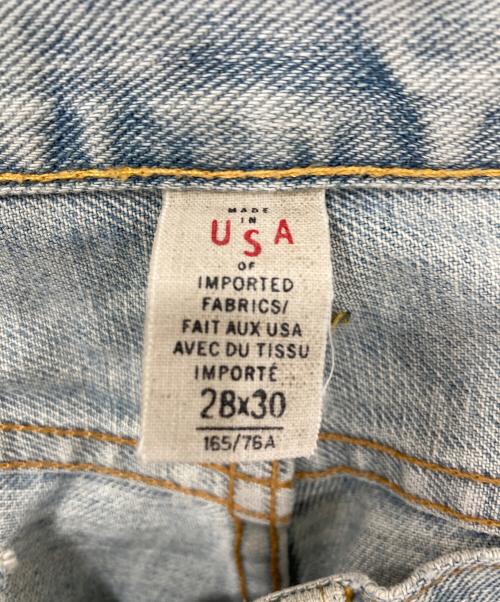 MADE
IN
USA
OF
IMPORTED
FABRICS/
FAIT AUX USA
AVEC DU TISSU
IMPORTÉ
28x30
165/76A